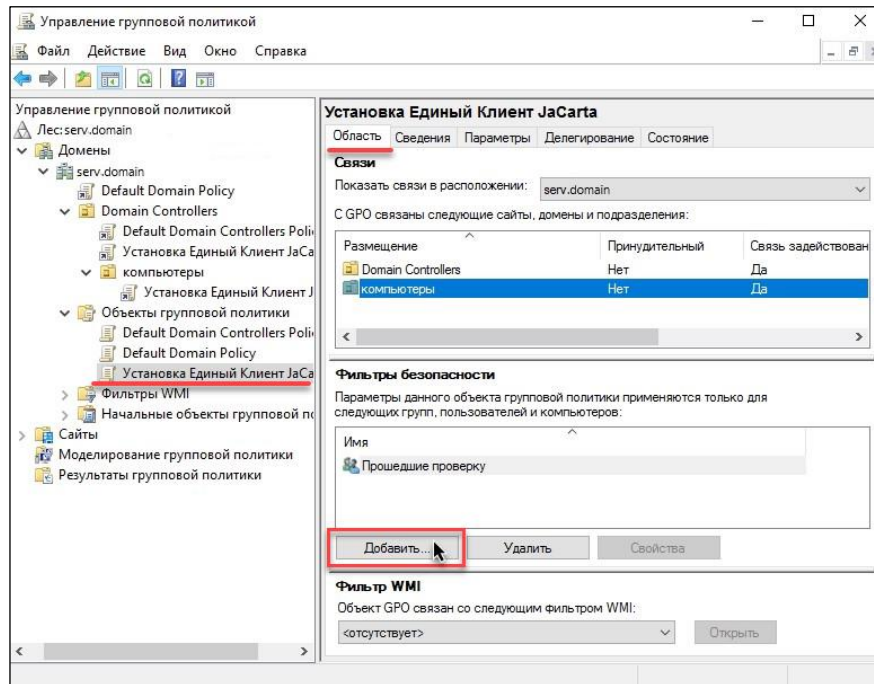 Управление групповой политикой
Файл Действие Вид Окно Справка
Управление групповой политикой
Лес: serv.domain
Домены
serv.domain
Default Domain Policy
Domain Controllers
Default Domain Controllers Poli
Установка Единый Клиент JaCa
компьютеры
Установка Единый Клиент J
Объекты групповой политики
Default Domain Controllers Poli
Default Domain Policy
Установка Единый Клиент JaCa
Фильтры WMI
Начальные объекты групповой по
Сайты
Моделирование групповой политики
Результаты групповой политики
Установка Единый Клиент JaCarta
Область Сведения Параметры Делегирование Состояние
Связи
Показать связи в расположении: serv.domain
С GPO связаны следующие сайты, домены и подразделения:
Размещение Принудительный Связь задействован
Domain Controllers Нет Да
компьютеры Нет Да
Фильтры безопасности
Параметры данного объекта групповой политики применяются только для
следующих групп, пользователей и компьютеров:
Имя
Прошедшие проверку
Добавить... Удалить Свойства
Фильтр WMI
Объект GPO связан со следующим фильтром WMI:
<отсутствует> Открыть